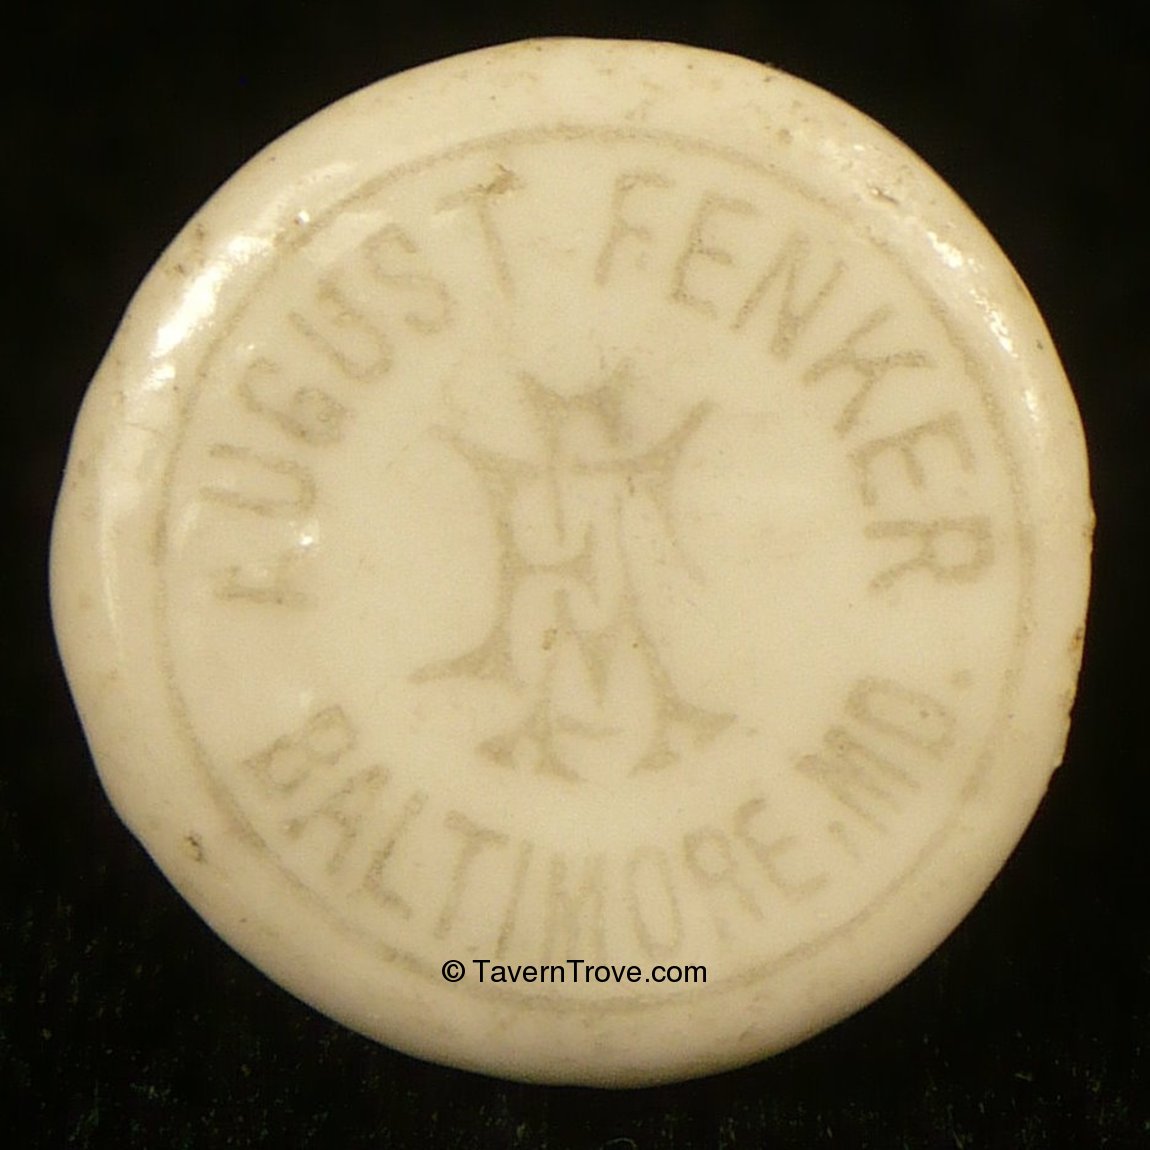 AUGUST FENKER
BALTIMORE, MD.
© TavernTrove.com